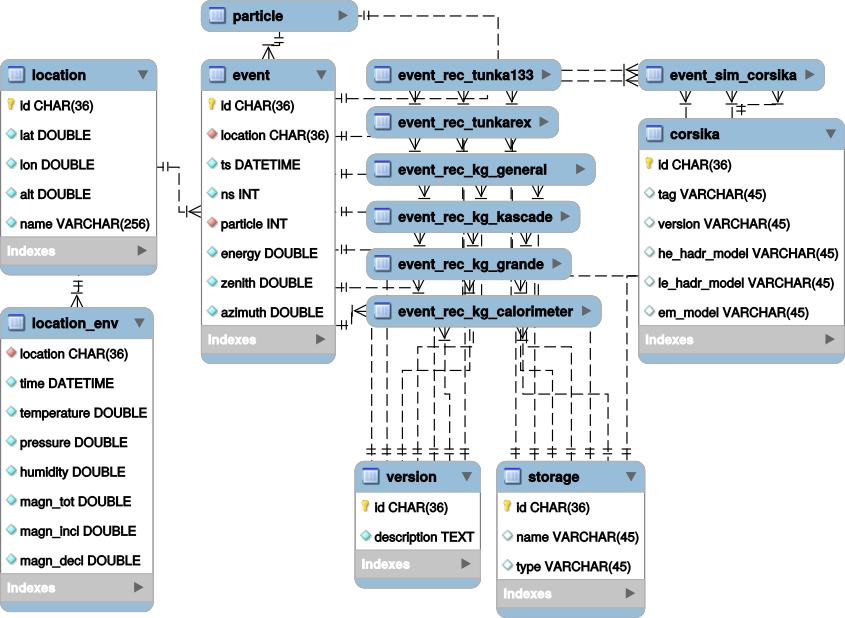 particle
location
id CHAR(36)
lat DOUBLE
lon DOUBLE
alt DOUBLE
name VARCHAR(256)
Indexes
location_env
location CHAR(36)
time DATETIME
temperature DOUBLE
pressure DOUBLE
humidity DOUBLE
magn_tot DOUBLE
magn_incl DOUBLE
magn_decl DOUBLE
Indexes
event
id CHAR(36)
location CHAR(36)
ts DATETIME
ns INT
particle INT
energy DOUBLE
zenith DOUBLE
azimuth DOUBLE
Indexes
event_rec_tunka133
event_rec_tunkarex
event_rec_kg_general
event_rec_kg_kascade
event_rec_kg_grande
event_rec_kg_calorimeter
event_sim_corsika
corsika
id CHAR(36)
tag VARCHAR(45)
version VARCHAR(45)
he_hadr_model VARCHAR(45)
le_hadr_model VARCHAR(45)
em_model VARCHAR(45)
Indexes
version
id CHAR(36)
description TEXT
Indexes
storage
id CHAR(36)
name VARCHAR(45)
type VARCHAR(45)
Indexes